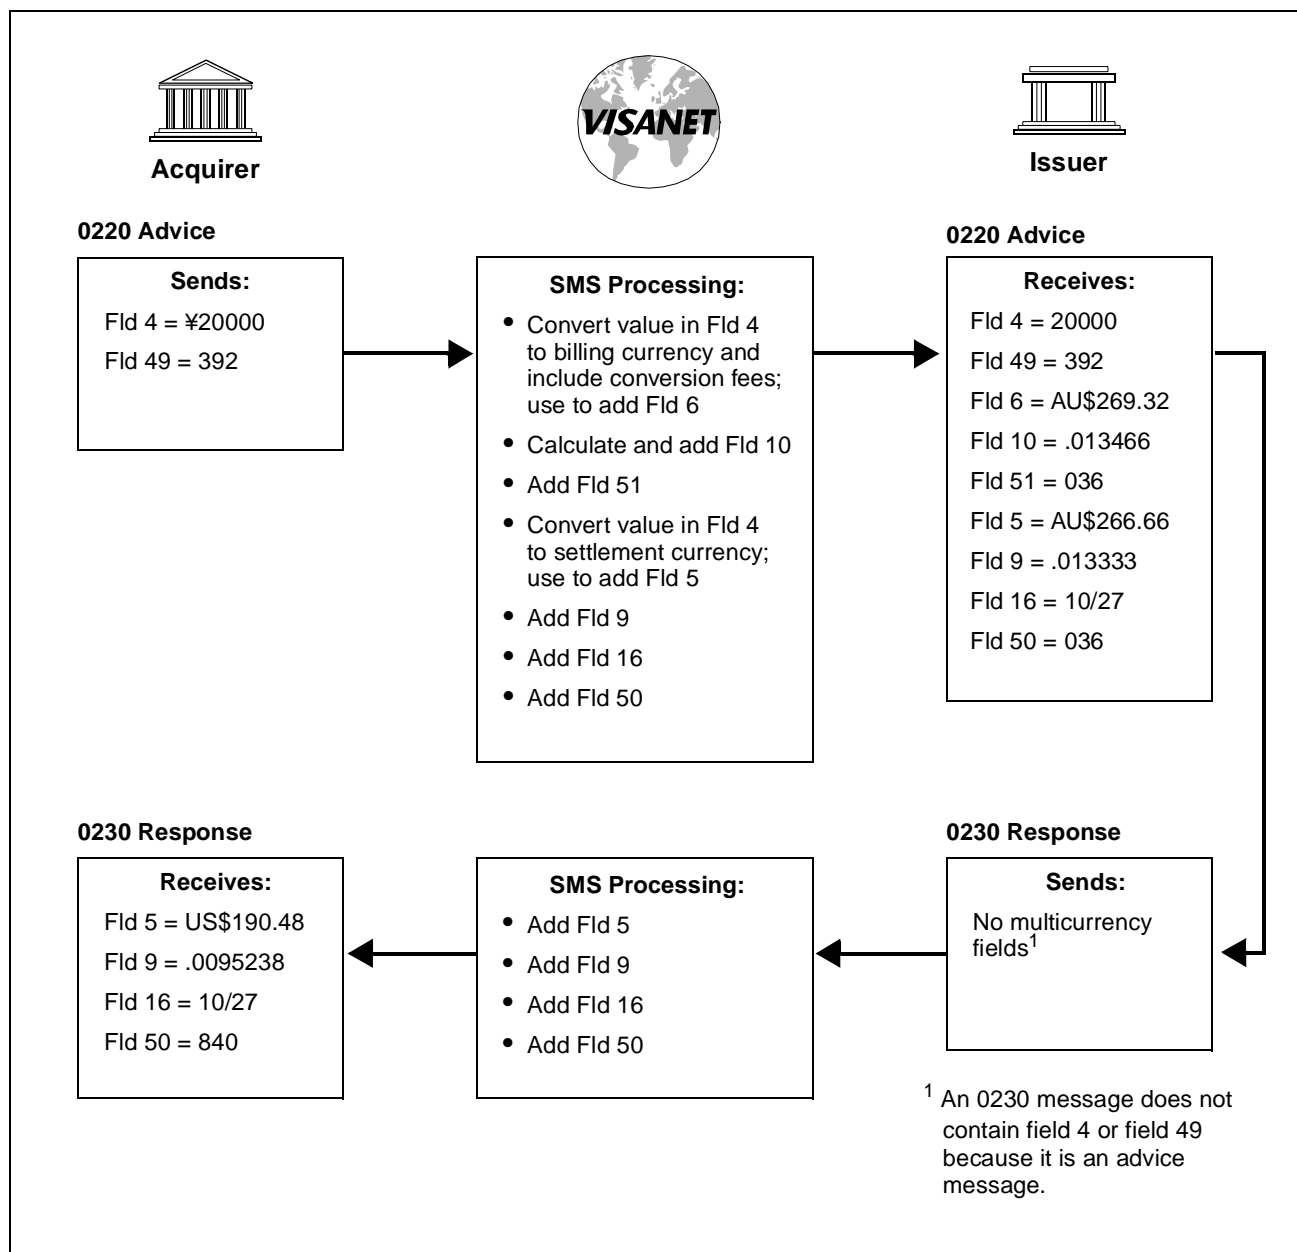 VISANET
Acquirer
Issuer
0220 Advice
Sends:
Fld 4 = ¥20000
Fld 49 = 392
SMS Processing:
• Convert value in Fld 4
to billing currency and
include conversion fees;
use to add Fld 6
• Calculate and add Fld 10
• Add Fld 51
• Convert value in Fld 4
to settlement currency;
use to add Fld 5
• Add Fld 9
• Add Fld 16
• Add Fld 50
0220 Advice
Receives:
Fld 4 = 20000
Fld 49 = 392
Fld 6 = AU$269.32
Fld 10 = .013466
Fld 51 = 036
Fld 5 = AU$266.66
Fld 9 = .013333
Fld 16 = 10/27
Fld 50 = 036
0230 Response
Receives:
Fld 5 = US$190.48
Fld 9 = .0095238
Fld 16 = 10/27
Fld 50 = 840
SMS Processing:
• Add Fld 5
• Add Fld 9
• Add Fld 16
• Add Fld 50
0230 Response
Sends:
No multicurrency
fields1
1 An 0230 message does not
contain field 4 or field 49
because it is an advice
message.